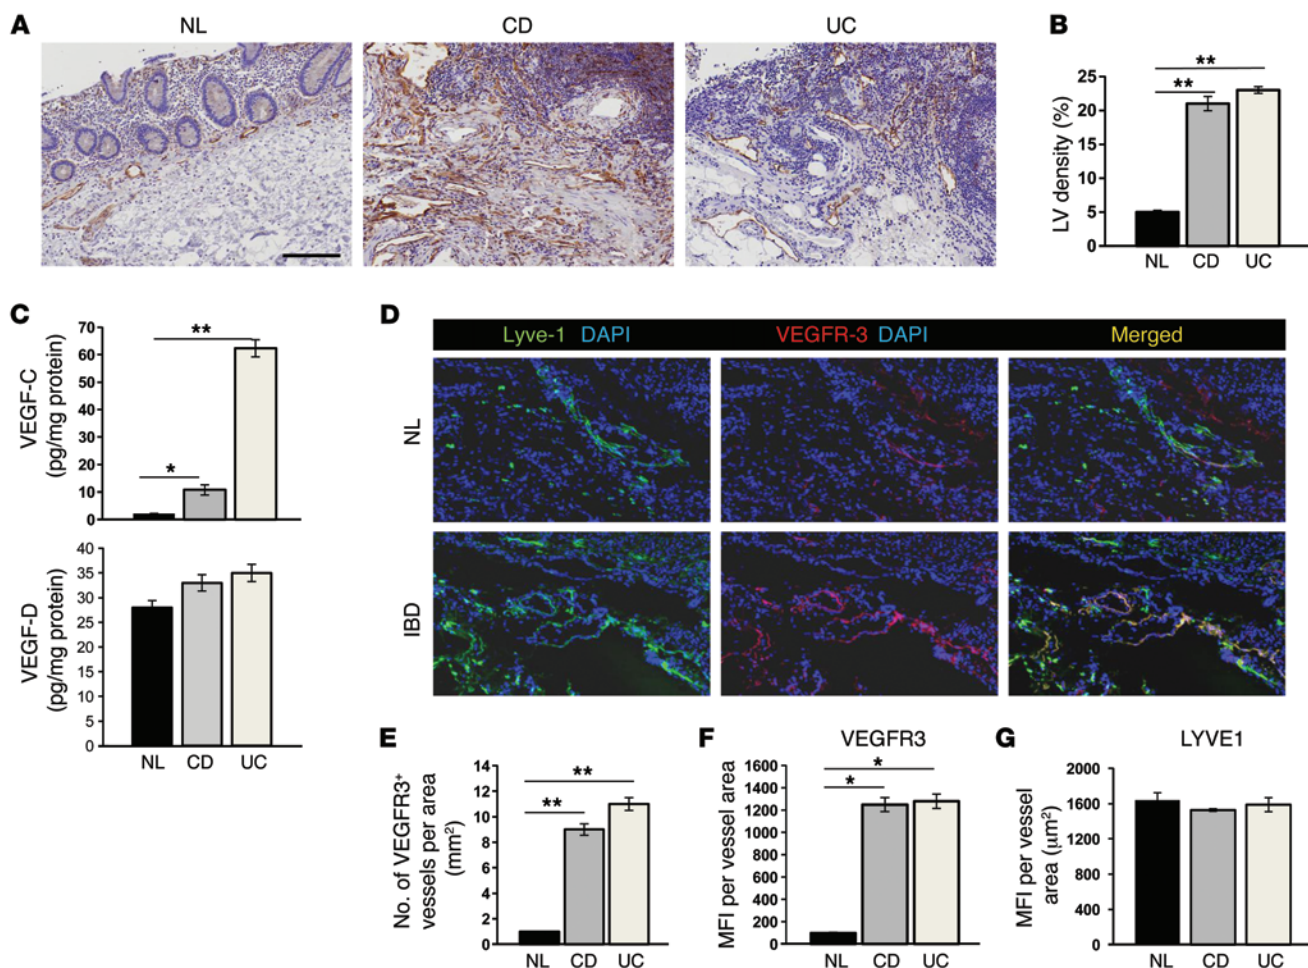 A
NL
CD
UC
B
**
**
25
20
15
10
5
0
LV density (%)
NL
CD
UC
C
**
*
70
60
50
40
30
20
10
0
VEGF-C
(pg/mg protein)
40
35
30
25
20
15
10
5
0
VEGF-D
(pg/mg protein)
NL
CD
UC
D
Lyve-1 DAPI
VEGFR-3 DAPI
Merged
NL
IBD
E
**
**
14
12
10
8
6
4
2
0
No. of VEGFR3⁺
vessels per area
(mm²)
NL
CD
UC
F
VEGFR3
*
*
1600
1400
1200
1000
800
600
400
200
0
MFI per vessel area
NL
CD
UC
G
LYVE1
2000
1600
1200
800
400
0
MFI per vessel
area (μm²)
NL
CD
UC